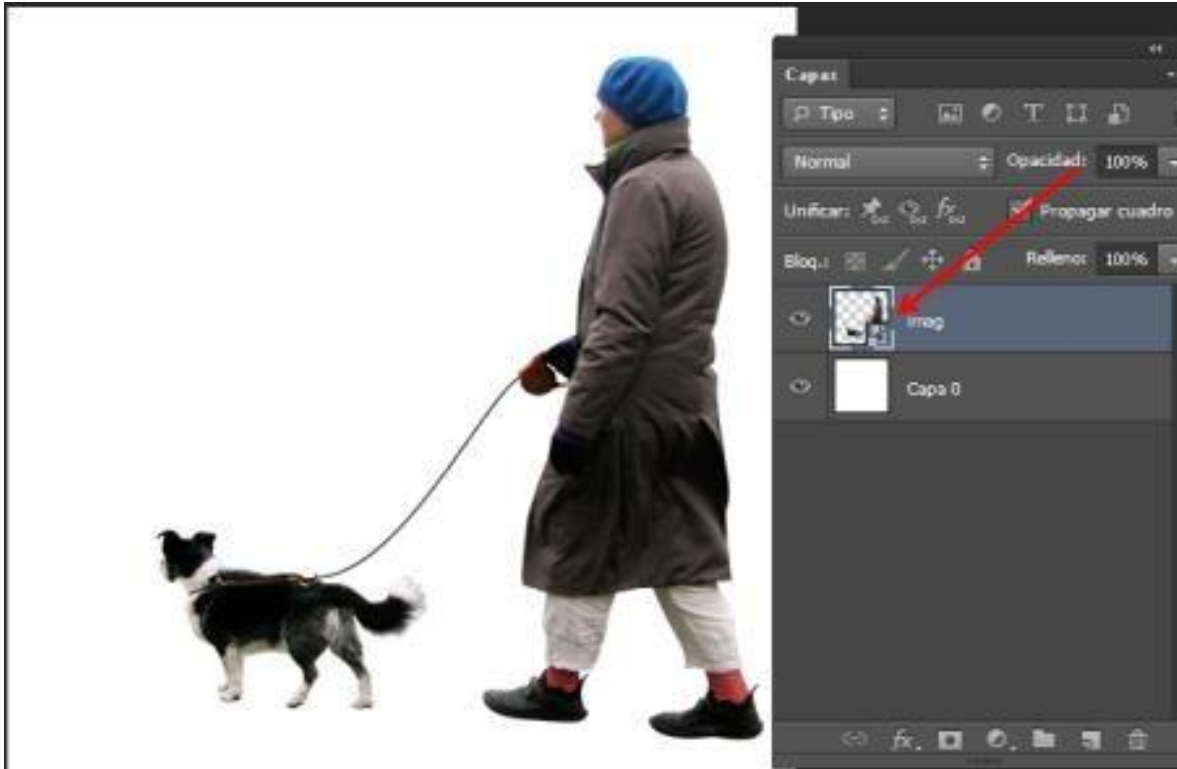 Capas
Tipo
Normal Opacidad: 100%
Unificar: Propagar cuadro
Bloq.: Relleno: 100%
imag
Capa 0